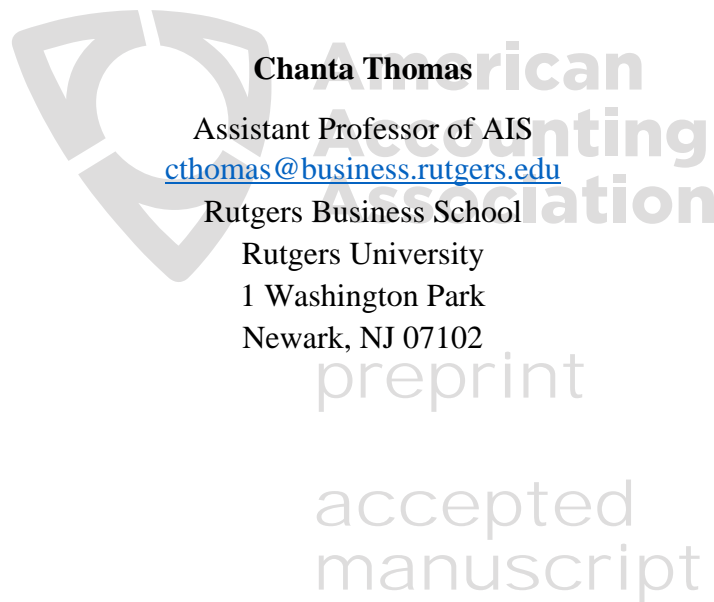 Chanta Thomas
American
Assistant Professor of AIS
Accounting
cthomas@business.rutgers.edu
Association
Rutgers Business School
Rutgers University
1 Washington Park
Newark, NJ 07102
preprint
accepted
manuscript